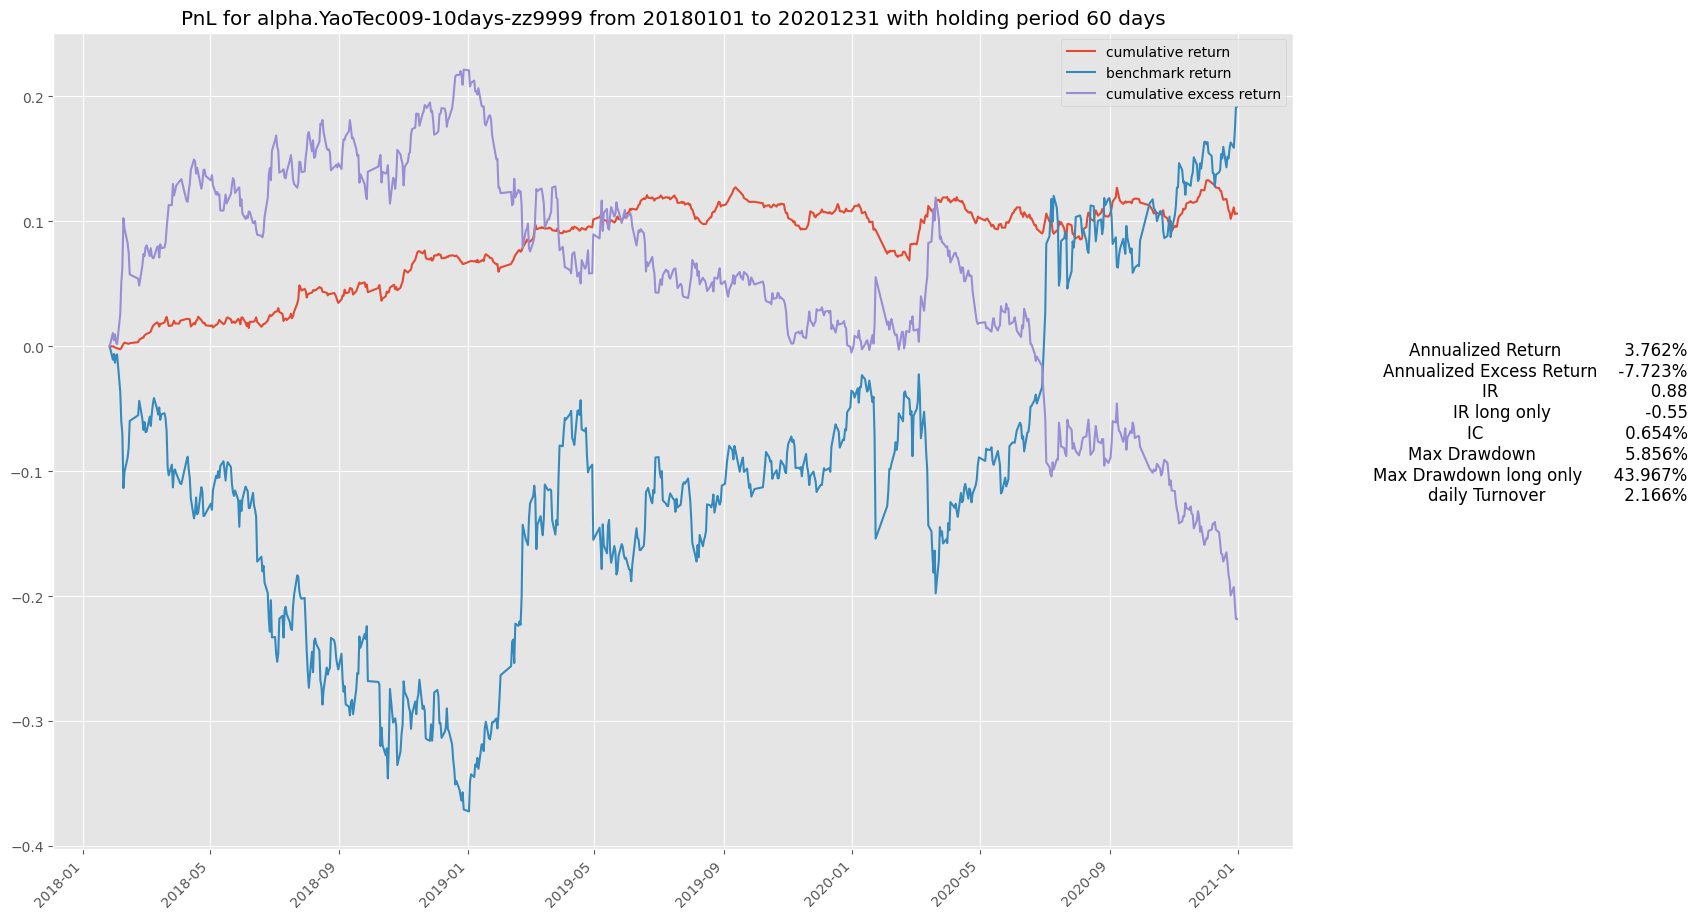 PnL for alpha.YaoTec009-10days-zz9999 from 20180101 to 20201231 with holding period 60 days
cumulative return
benchmark return
cumulative excess return
0.2
0.1
0.0
−0.1
−0.2
−0.3
−0.4
2018-01
2018-05
2018-09
2019-01
2019-05
2019-09
2020-01
2020-05
2020-09
2021-01
Annualized Return 3.762%
Annualized Excess Return -7.723%
IR 0.88
IR long only -0.55
IC 0.654%
Max Drawdown 5.856%
Max Drawdown long only 43.967%
daily Turnover 2.166%